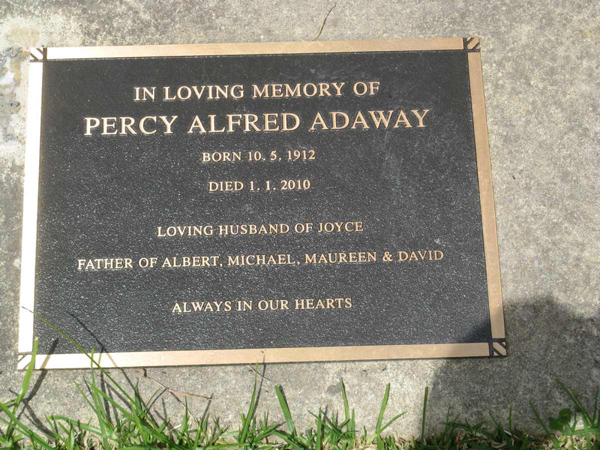 IN LOVING MEMORY OF
PERCY ALFRED ADAWAY
BORN 10. 5. 1912
DIED 1. 1. 2010
LOVING HUSBAND OF JOYCE
FATHER OF ALBERT, MICHAEL, MAUREEN & DAVID
ALWAYS IN OUR HEARTS